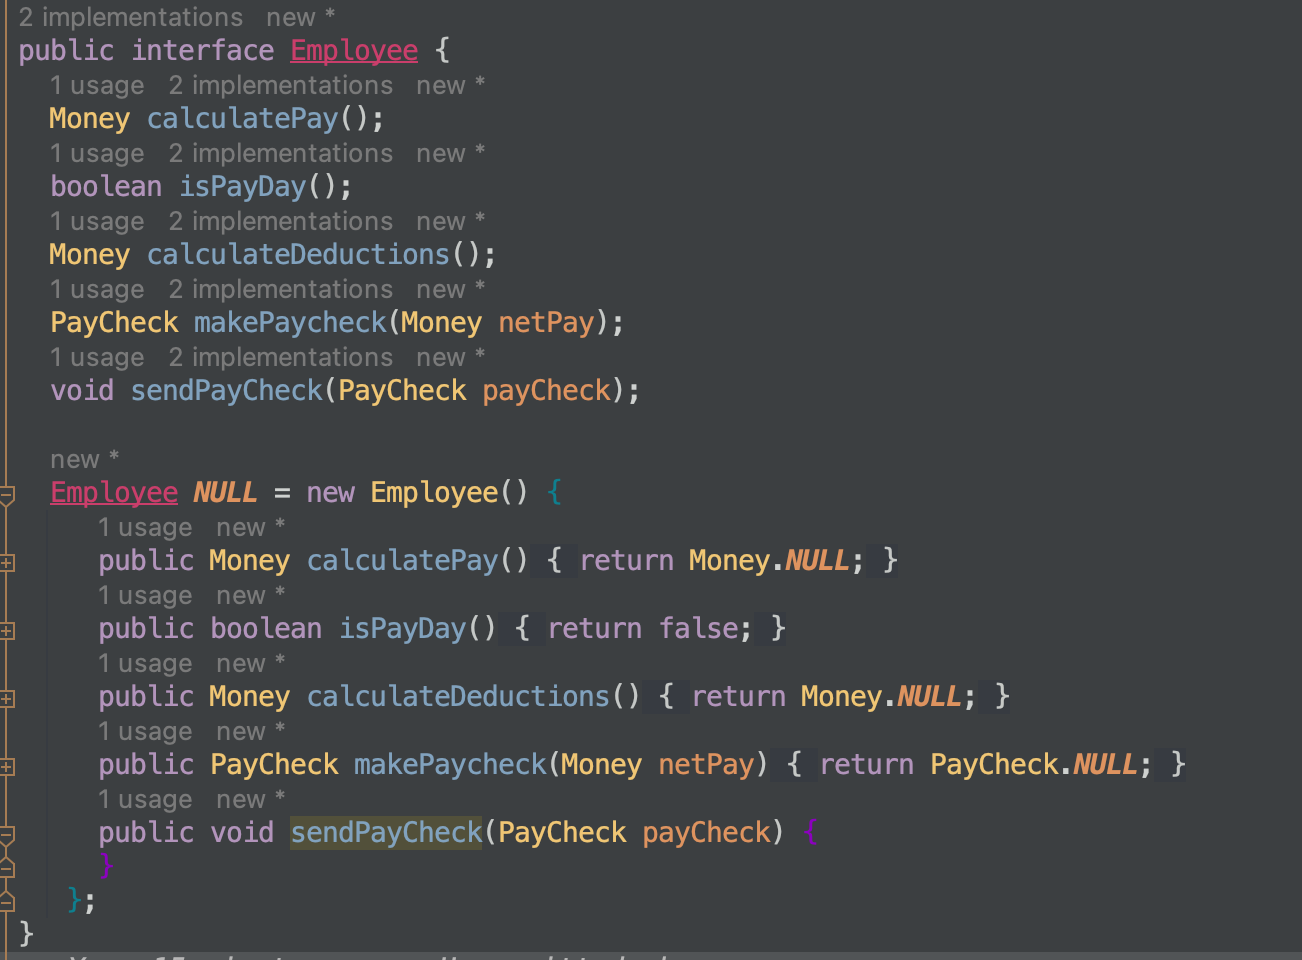 2 implementations   new *
public interface Employee {
1 usage   2 implementations   new *
Money calculatePay();
1 usage   2 implementations   new *
boolean isPayDay();
1 usage   2 implementations   new *
Money calculateDeductions();
1 usage   2 implementations   new *
PayCheck makePaycheck(Money netPay);
1 usage   2 implementations   new *
void sendPayCheck(PayCheck payCheck);
new *
Employee NULL = new Employee() {
1 usage   new *
public Money calculatePay() { return Money.NULL; }
1 usage   new *
public boolean isPayDay() { return false; }
1 usage   new *
public Money calculateDeductions() { return Money.NULL; }
1 usage   new *
public PayCheck makePaycheck(Money netPay) { return PayCheck.NULL; }
1 usage   new *
public void sendPayCheck(PayCheck payCheck) {
}
};
}